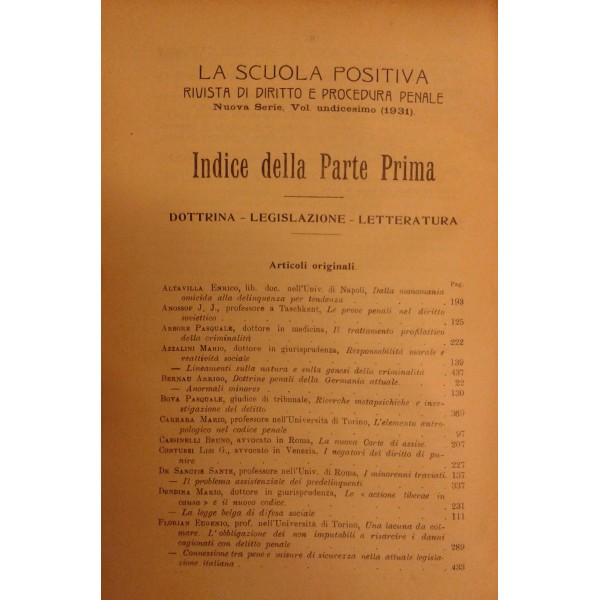 LA SCUOLA POSITIVA
RIVISTA DI DIRITTO E PROCEDURA PENALE
Nuova Serie, Vol. undicesimo (1931).
Indice della Parte Prima
DOTTRINA - LEGISLAZIONE - LETTERATURA
Articoli originali.
Pag.
ALTAVILLA ENRICO, lib. doc. nell'Univ. di Napoli, Dalla monomania
omicida alla delinquenza per tendenza 193
ANOSSOF J. J., professore a Taschkent, Le prove penali nel diritto
soviettico 125
ARBORE PASQUALE, dottore in medicina, Il trattamento profilattico
della criminalità 222
AZZALINI MARIO, dottore in giurisprudenza, Responsabilità morale e
reattività sociale 139
— Lineamenti sulla natura e sulla genesi della criminalità 437
BERNAU ARRIGO, Dottrine penali della Germania attuale. 22
— Anormali minores 130
BOVA PASQUALE, giudice di tribunale, Ricerche metapsichiche e inve-
stigazione del delitto 369
CARRARA MARIO, professore nell'Università di Torino, L'elemento antro-
pologico nel codice penale 97
CASSINELLI BRUNO, avvocato in Roma, La nuova Corte di assise. 207
CORTUCCI LISI G., avvocato in Venezia, I negatori del diritto di pu-
nire 227
DE SANCTIS SANTE, professore nell'Univ. di Roma, I minorenni traviati. 137
— Il problema assistenziale dei predelinquenti 337
DONDINA MARIO, dottore in giurisprudenza, Le « actiones liberae in
causa » e il nuovo codice. 231
— La legge belga di difesa sociale 111
FLORIAN EUGENIO, prof. nell'Università di Torino, Una lacuna da col-
mare. L'obbligazione dei non imputabili a risarcire i danni
cagionati con delitto penale 289
— Connessione tra pene e misure di sicurezza nella attuale legisla-
zione italiana 433